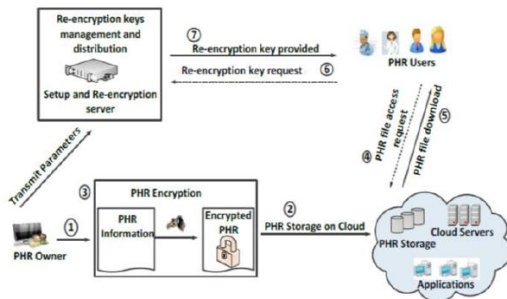 Re-encryption keys
management and
distribution
Setup and Re-encryption
server
⑦
Re-encryption key provided
Re-encryption key request
⑥
PHR Users
④
PHR file access
request
PHR file download
⑤
Transmit Parameters
③
PHR Encryption
①
PHR
Information
Encrypted
PHR
②
PHR Storage on Cloud
PHR Owner
PHR Storage
Cloud Servers
Applications